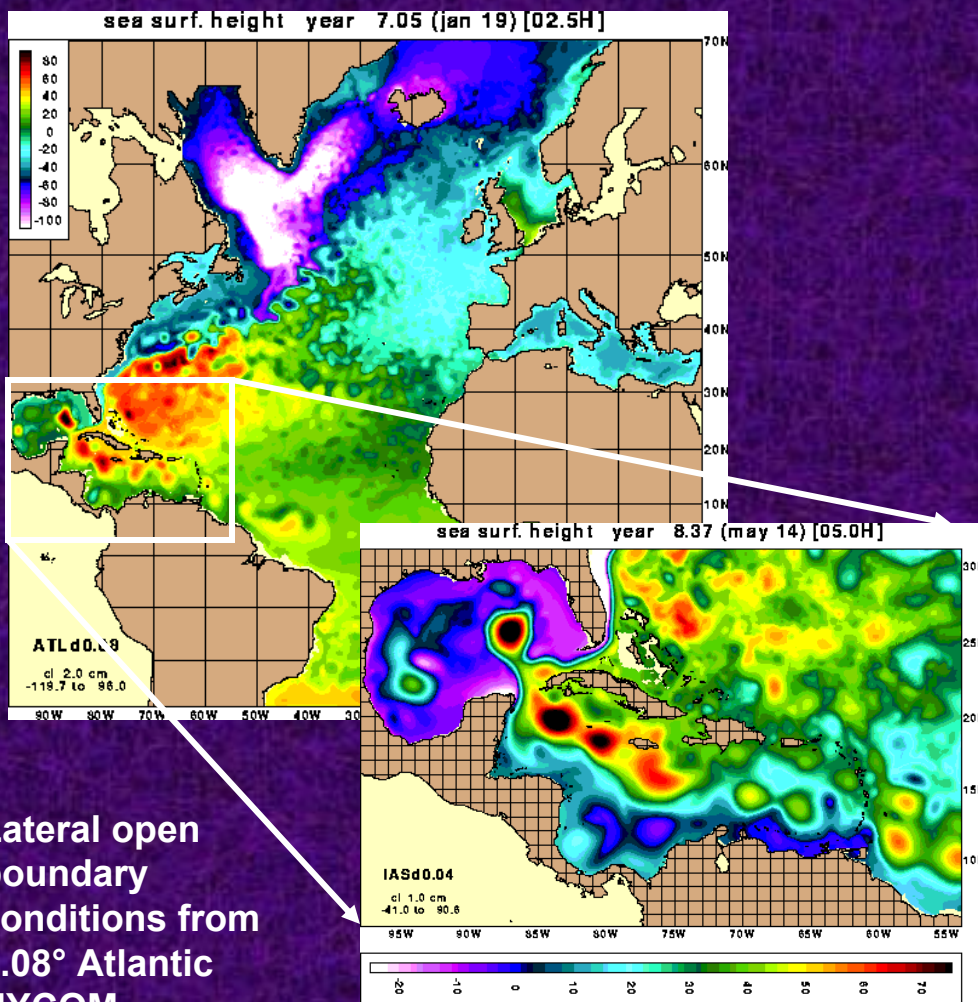 sea surf. height year 7.05 (jan 19) [02.5H]
80
60
40
20
0
-20
-40
-60
-80
-100
70N
60N
50N
40N
30N
20N
10N
ATLd0.08
cl 2.0 cm
-119.7 to 96.0
90W 80W 70W 60W 50W 40W
sea surf. height year 8.37 (may 14) [05.0H]
30
25
20
15
10
IASd0.04
cl 1.0 cm
-41.0 to 90.6
95W 90W 85W 80W 75W 70W 65W 60W 55W
-20 -10 0 10 20 30 40 50 60 70
ateral open
boundary
onditions from
.08° Atlantic